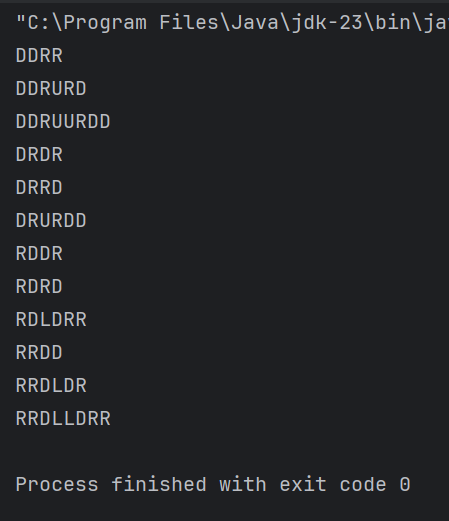 "C:\Program Files\Java\jdk-23\bin\ja
DDRR
DDRURD
DDRUURDD
DRDR
DRRD
DRURDD
RDDR
RDRD
RDLDRR
RRDD
RRDLDR
RRDLLDRR
Process finished with exit code 0